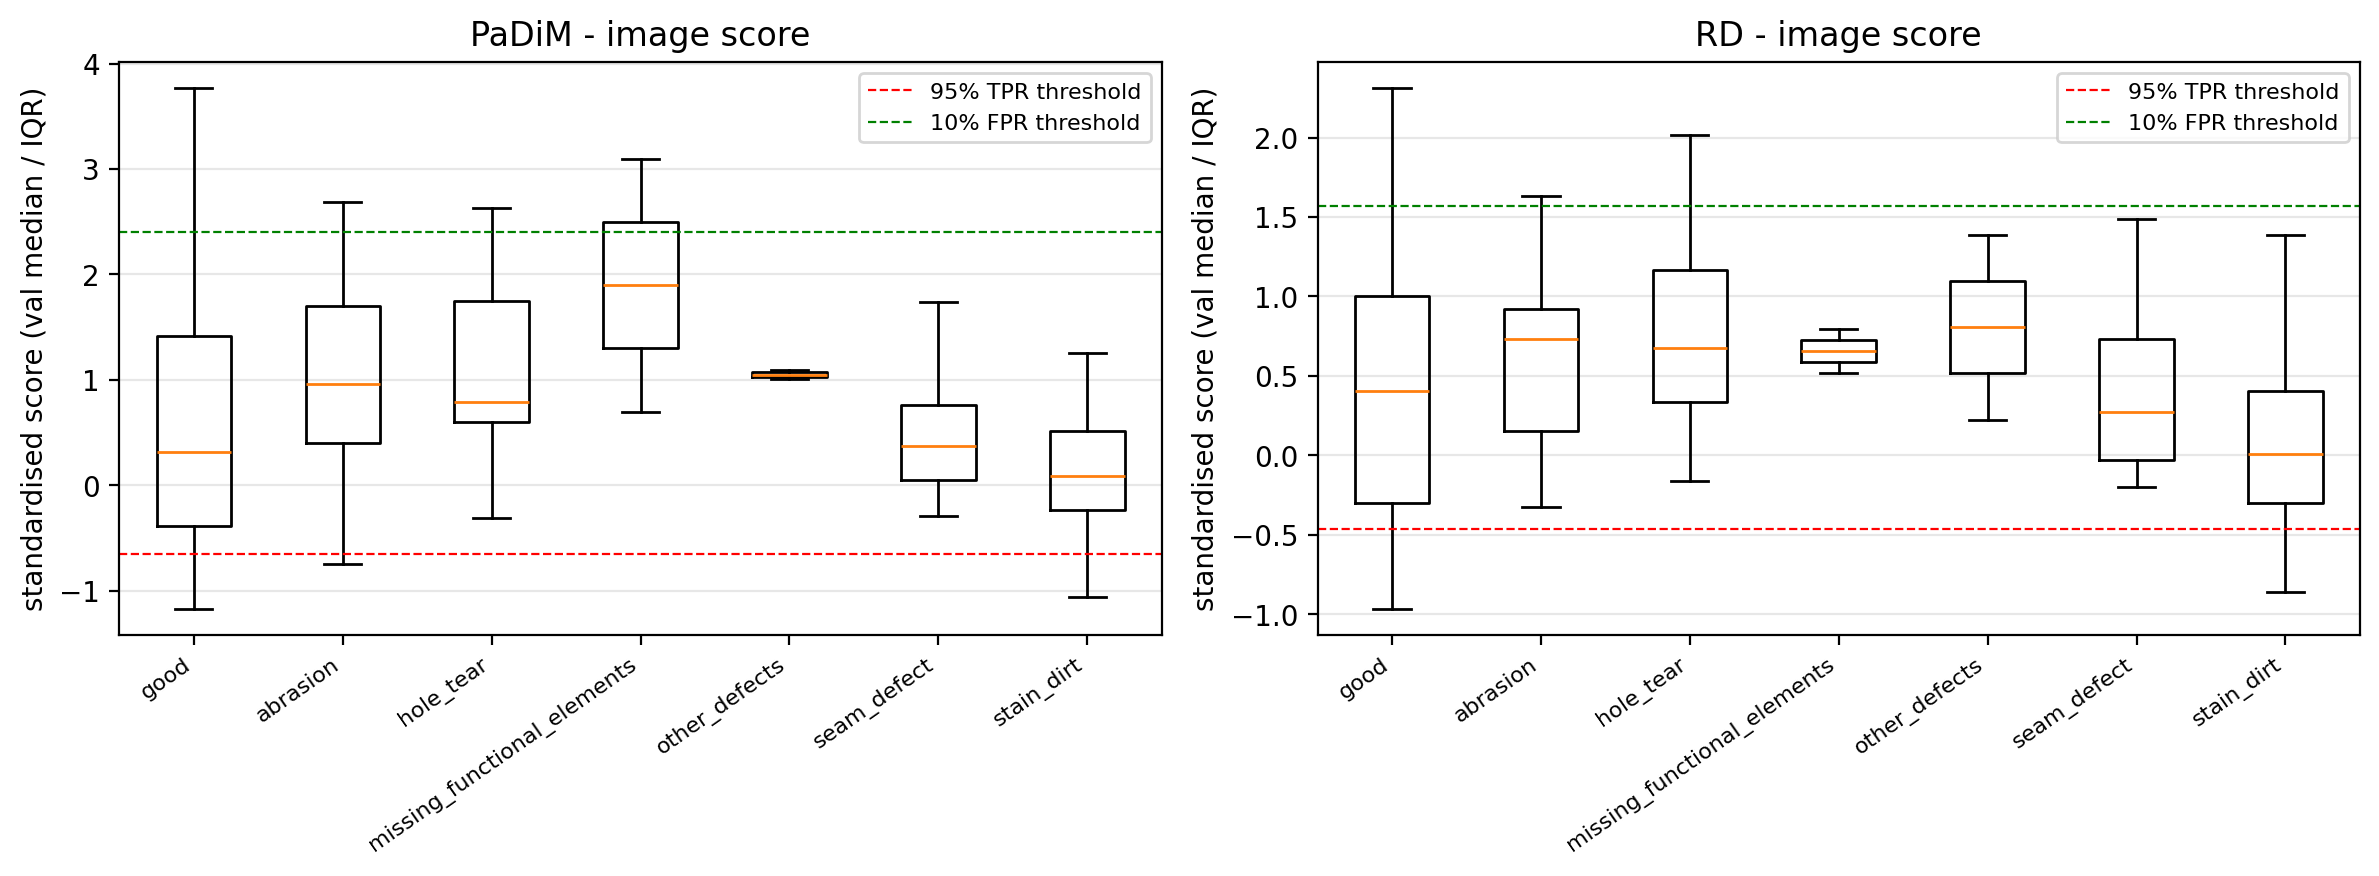 PaDiM - image score
standardised score (val median / IQR)
4
3
2
1
0
−1
95% TPR threshold
10% FPR threshold
good
abrasion
hole_tear
missing_functional_elements
other_defects
seam_defect
stain_dirt
RD - image score
standardised score (val median / IQR)
2.0
1.5
1.0
0.5
0.0
−0.5
−1.0
95% TPR threshold
10% FPR threshold
good
abrasion
hole_tear
missing_functional_elements
other_defects
seam_defect
stain_dirt